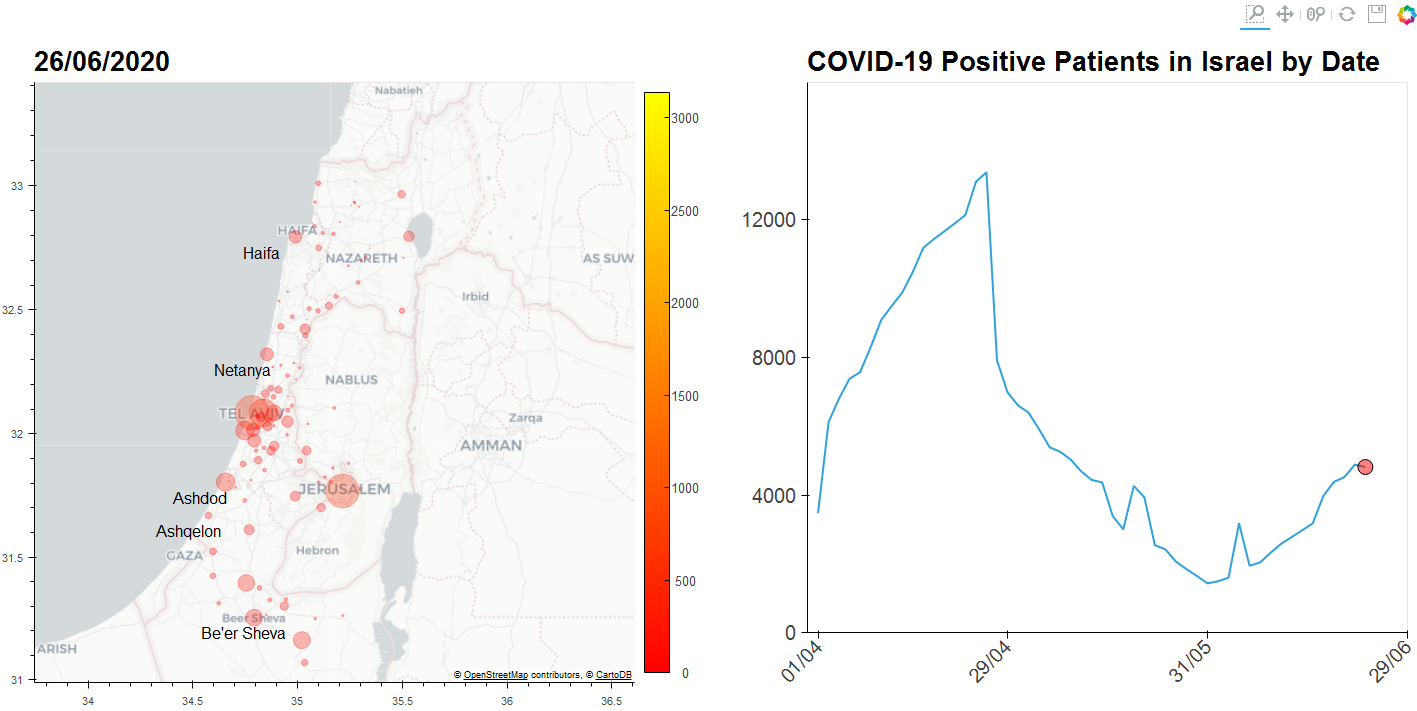 26/06/2020
Nabatieh
HAIFA
Haifa
NAZARETH
AS SUW
Irbid
Netanya
NABLUS
TEL AVIV
Zarqa
AMMAN
JERUSALEM
Ashdod
Ashqelon
GAZA
Hebron
Beer Sheva
Be'er Sheva
ARISH
© OpenStreetMap contributors, © CartoDB
33
32.5
32
31.5
31
34
34.5
35
35.5
36
36.5
3000
2500
2000
1500
1000
500
0
COVID-19 Positive Patients in Israel by Date
12000
8000
4000
0
01/04
29/04
31/05
29/06